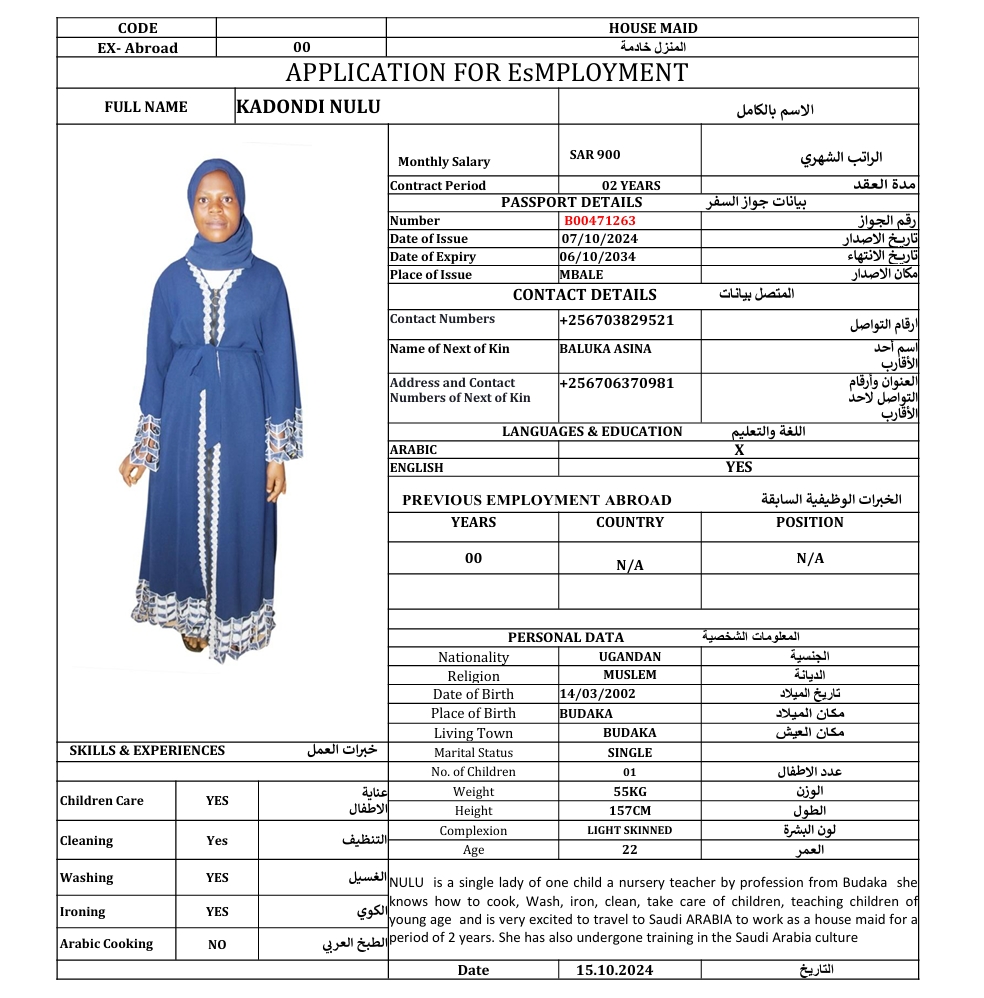 CODE HOUSE MAID
EX- Abroad 00 المنزل خادمة
APPLICATION FOR EsMPLOYMENT
FULL NAME KADONDI NULU الاسم بالكامل
Monthly Salary SAR 900 الراتب الشهري
Contract Period 02 YEARS مدة العقد
PASSPORT DETAILS بيانات جواز السفر
Number B00471263 رقم الجواز
Date of Issue 07/10/2024 تاريخ الاصدار
Date of Expiry 06/10/2034 تاريخ الانتهاء
Place of Issue MBALE مكان الاصدار
CONTACT DETAILS المتصل بيانات
Contact Numbers +256703829521 ارقام التواصل
Name of Next of Kin BALUKA ASINA اسم أحد
الأقارب
Address and Contact +256706370981 العنوان وأرقام
Numbers of Next of Kin التواصل لاحد
الأقارب
LANGUAGES & EDUCATION اللغة والتعليم
ARABIC X
ENGLISH YES
PREVIOUS EMPLOYMENT ABROAD الخبرات الوظيفية السابقة
YEARS COUNTRY POSITION
00 N/A N/A
PERSONAL DATA المعلومات الشخصية
Nationality UGANDAN الجنسية
Religion MUSLEM الديانة
Date of Birth 14/03/2002 تاريخ الميلاد
Place of Birth BUDAKA مكان الميلاد
Living Town BUDAKA مكان العيش
Marital Status SINGLE
No. of Children 01 عدد الاطفال
Weight 55KG الوزن
Height 157CM الطول
Complexion LIGHT SKINNED لون البشرة
Age 22 العمر
SKILLS & EXPERIENCES خبرات العمل
Children Care YES عناية
الاطفال
Cleaning Yes التنظيف
Washing YES الغسيل
Ironing YES الكوي
Arabic Cooking NO الطبخ العربي
NULU is a single lady of one child a nursery teacher by profession from Budaka she
knows how to cook, Wash, iron, clean, take care of children, teaching children of
young age and is very excited to travel to Saudi ARABIA to work as a house maid for a
period of 2 years. She has also undergone training in the Saudi Arabia culture
Date 15.10.2024 التاريخ